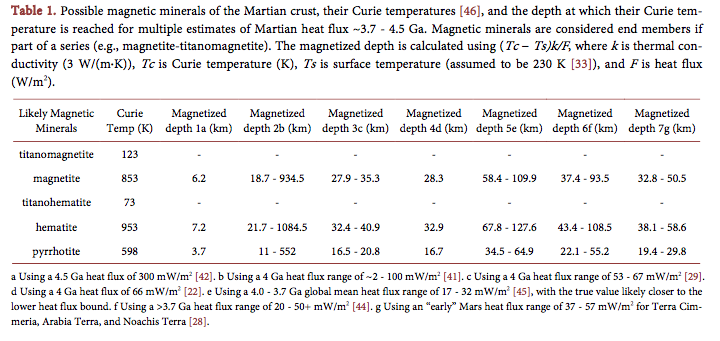 Table 1. Possible magnetic minerals of the Martian crust, their Curie temperatures [46], and the depth at which their Curie tem-
perature is reached for multiple estimates of Martian heat flux ~3.7 - 4.5 Ga. Magnetic minerals are considered end members if
part of a series (e.g., magnetite-titanomagnetite). The magnetized depth is calculated using (Tc − Ts)k/F, where k is thermal con-
ductivity (3 W/(m·K)), Tc is Curie temperature (K), Ts is surface temperature (assumed to be 230 K [33]), and F is heat flux
(W/m²).
Likely Magnetic Minerals Curie Temp (K) Magnetized depth 1a (km) Magnetized depth 2b (km) Magnetized depth 3c (km) Magnetized depth 4d (km) Magnetized depth 5e (km) Magnetized depth 6f (km) Magnetized depth 7g (km)
titanomagnetite 123 - - - - - - -
magnetite 853 6.2 18.7 - 934.5 27.9 - 35.3 28.3 58.4 - 109.9 37.4 - 93.5 32.8 - 50.5
titanohematite 73 - - - - - - -
hematite 953 7.2 21.7 - 1084.5 32.4 - 40.9 32.9 67.8 - 127.6 43.4 - 108.5 38.1 - 58.6
pyrrhotite 598 3.7 11 - 552 16.5 - 20.8 16.7 34.5 - 64.9 22.1 - 55.2 19.4 - 29.8
a Using a 4.5 Ga heat flux of 300 mW/m² [42]. b Using a 4 Ga heat flux range of ~2 - 100 mW/m² [41]. c Using a 4 Ga heat flux range of 53 - 67 mW/m² [29].
d Using a 4 Ga heat flux of 66 mW/m² [22]. e Using a 4.0 - 3.7 Ga global mean heat flux range of 17 - 32 mW/m² [45], with the true value likely closer to the
lower heat flux bound. f Using a >3.7 Ga heat flux range of 20 - 50+ mW/m² [44]. g Using an “early” Mars heat flux range of 37 - 57 mW/m² for Terra Cim-
meria, Arabia Terra, and Noachis Terra [28].